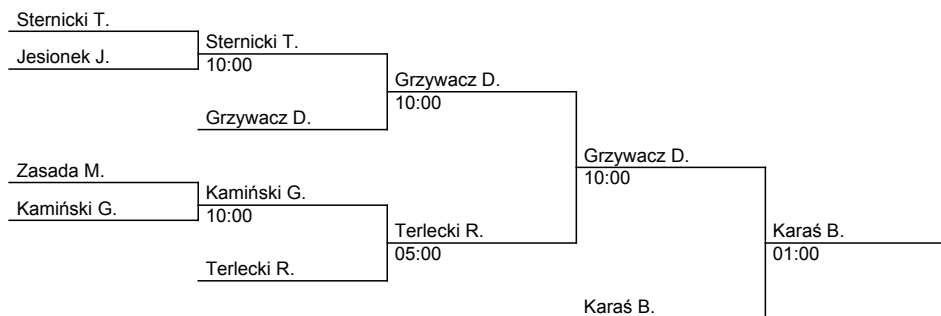 Sternicki T.
Jesionek J.
Sternicki T.
10:00
Grzywacz D.
Grzywacz D.
10:00
Zasada M.
Kamiński G.
Kamiński G.
10:00
Terlecki R.
Terlecki R.
05:00
Grzywacz D.
10:00
Karaś B.
Karaś B.
01:00